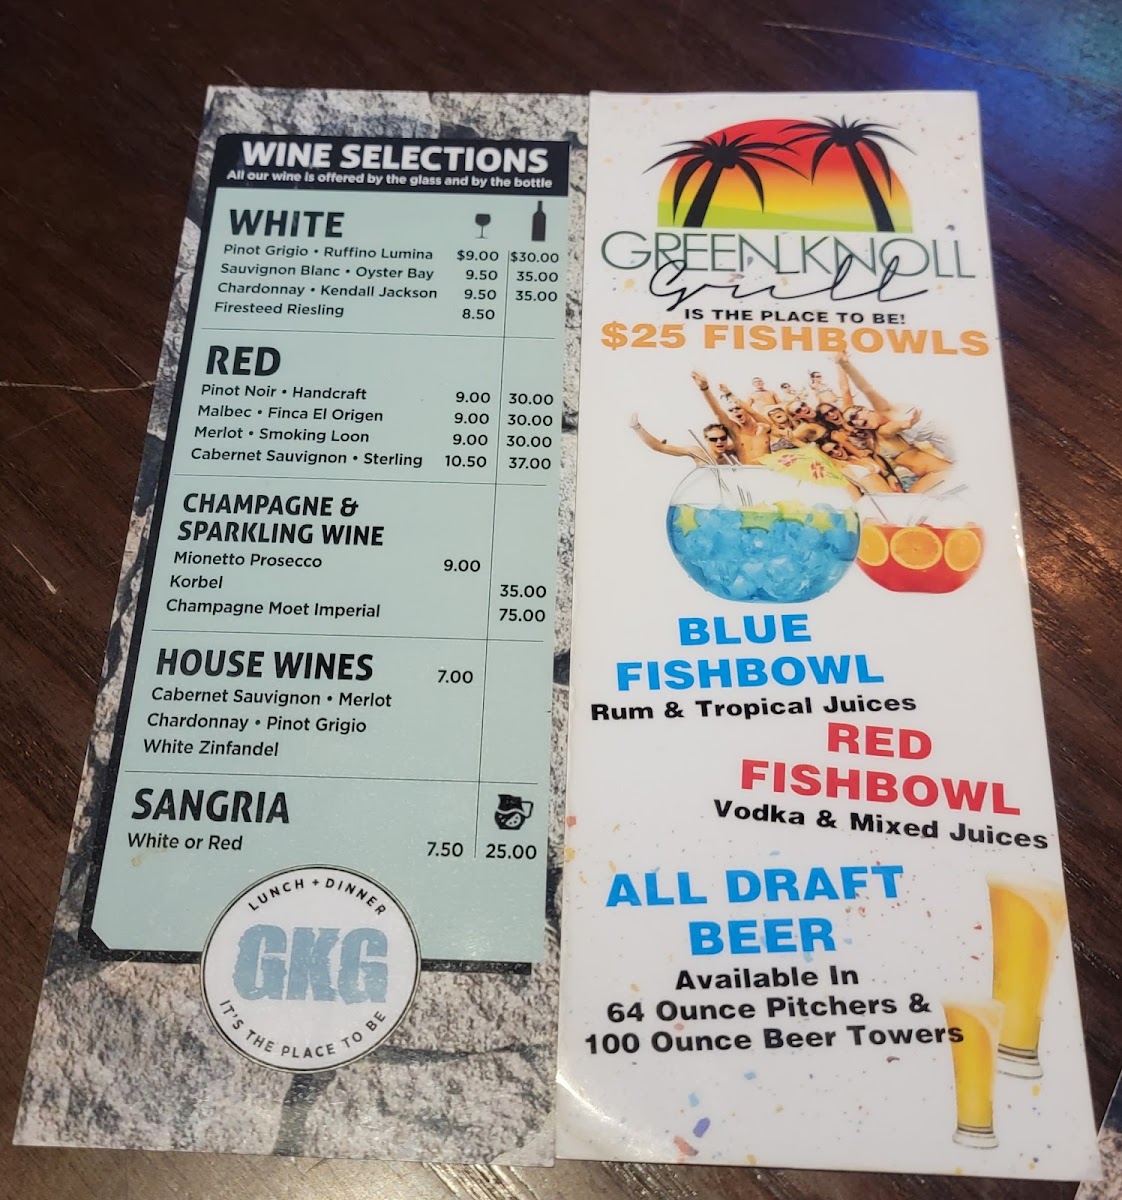 WINE SELECTIONS
All our wine is offered by the glass and by the bottle
WHITE
Pinot Grigio • Ruffino Lumina $9.00 $30.00
Sauvignon Blanc • Oyster Bay 9.50 35.00
Chardonnay • Kendall Jackson 9.50 35.00
Firesteed Riesling 8.50
RED
Pinot Noir • Handcraft 9.00 30.00
Malbec • Finca El Origen 9.00 30.00
Merlot • Smoking Loon 9.00 30.00
Cabernet Sauvignon • Sterling 10.50 37.00
CHAMPAGNE &
SPARKLING WINE
Mionetto Prosecco 9.00
Korbel 35.00
Champagne Moet Imperial 75.00
HOUSE WINES 7.00
Cabernet Sauvignon • Merlot
Chardonnay • Pinot Grigio
White Zinfandel
SANGRIA
White or Red 7.50 25.00
LUNCH + DINNER
GKG
IT'S THE PLACE TO BE
GREEN KNOLL
Grill
IS THE PLACE TO BE!
$25 FISHBOWLS
BLUE
FISHBOWL
Rum & Tropical Juices
RED
FISHBOWL
Vodka & Mixed Juices
ALL DRAFT
BEER
Available In
64 Ounce Pitchers &
100 Ounce Beer Towers